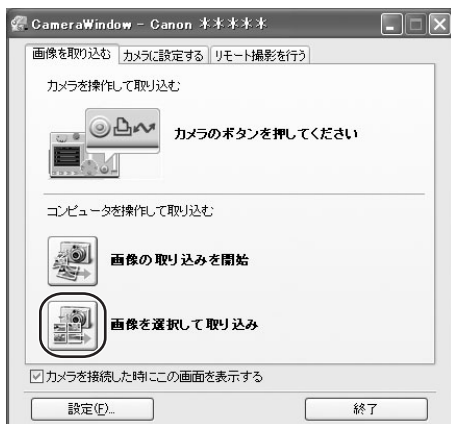 CameraWindow - Canon *****
画像を取り込む カメラに設定する リモート撮影を行う
カメラを操作して取り込む
カメラのボタンを押してください
コンピュータを操作して取り込む
画像の取り込みを開始
画像を選択して取り込み
カメラを接続した時にこの画面を表示する
設定(F)... 終了